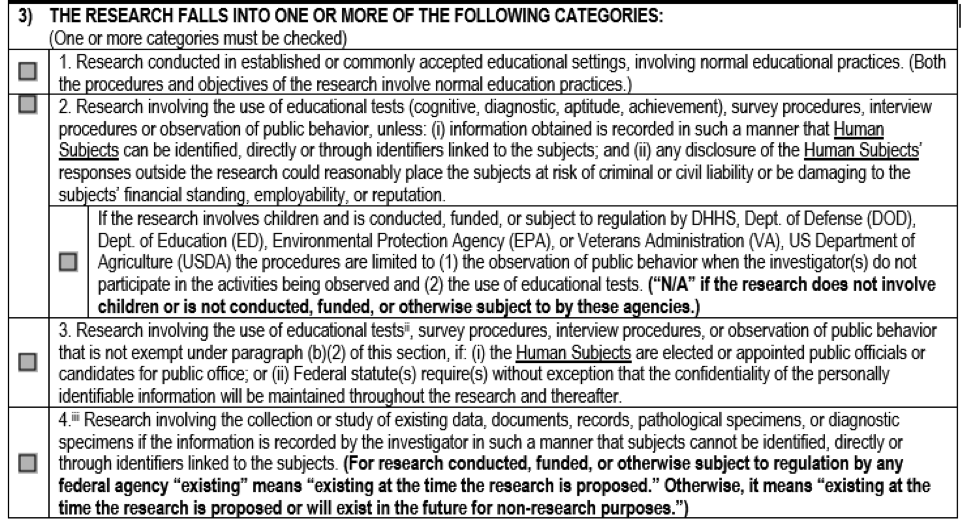 3) THE RESEARCH FALLS INTO ONE OR MORE OF THE FOLLOWING CATEGORIES:
(One or more categories must be checked)
1. Research conducted in established or commonly accepted educational settings, involving normal educational practices. (Both
the procedures and objectives of the research involve normal education practices.)
2. Research involving the use of educational tests (cognitive, diagnostic, aptitude, achievement), survey procedures, interview
procedures or observation of public behavior, unless: (i) information obtained is recorded in such a manner that Human
Subjects can be identified, directly or through identifiers linked to the subjects; and (ii) any disclosure of the Human Subjects'
responses outside the research could reasonably place the subjects at risk of criminal or civil liability or be damaging to the
subjects' financial standing, employability, or reputation.
If the research involves children and is conducted, funded, or subject to regulation by DHHS, Dept. of Defense (DOD),
Dept. of Education (ED), Environmental Protection Agency (EPA), or Veterans Administration (VA), US Department of
Agriculture (USDA) the procedures are limited to (1) the observation of public behavior when the investigator(s) do not
participate in the activities being observed and (2) the use of educational tests. ("N/A" if the research does not involve
children or is not conducted, funded, or otherwise subject to by these agencies.)
3. Research involving the use of educational testsii, survey procedures, interview procedures, or observation of public behavior
that is not exempt under paragraph (b)(2) of this section, if: (i) the Human Subjects are elected or appointed public officials or
candidates for public office; or (ii) Federal statute(s) require(s) without exception that the confidentiality of the personally
identifiable information will be maintained throughout the research and thereafter.
4.iii Research involving the collection or study of existing data, documents, records, pathological specimens, or diagnostic
specimens if the information is recorded by the investigator in such a manner that subjects cannot be identified, directly or
through identifiers linked to the subjects. (For research conducted, funded, or otherwise subject to regulation by any
federal agency "existing" means "existing at the time the research is proposed." Otherwise, it means "existing at the
time the research is proposed or will exist in the future for non-research purposes.")